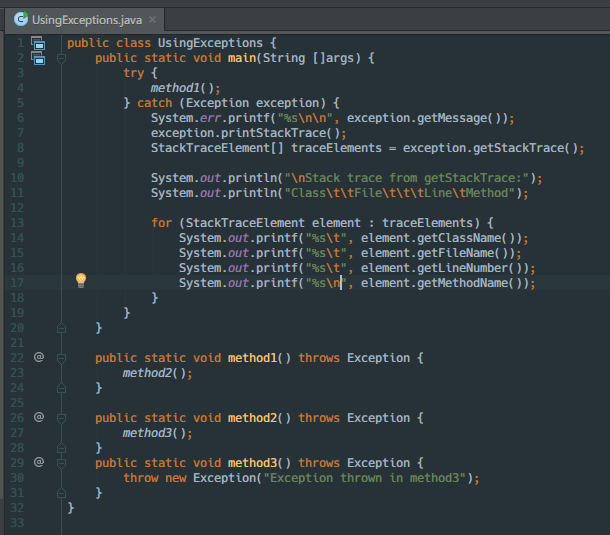 UsingExceptions.java
1 public class UsingExceptions {
2     public static void main(String []args) {
3         try {
4             method1();
5         } catch (Exception exception) {
6             System.err.printf("%s\n\n", exception.getMessage());
7             exception.printStackTrace();
8             StackTraceElement[] traceElements = exception.getStackTrace();
9
10             System.out.println("\nStack trace from getStackTrace:");
11             System.out.println("Class\t\tFile\t\t\tLine\tMethod");
12
13             for (StackTraceElement element : traceElements) {
14                 System.out.printf("%s\t", element.getClassName());
15                 System.out.printf("%s\t", element.getFileName());
16                 System.out.printf("%s\t", element.getLineNumber());
17                 System.out.printf("%s\n", element.getMethodName());
18             }
19         }
20     }
21
22 @     public static void method1() throws Exception {
23         method2();
24     }
25
26 @     public static void method2() throws Exception {
27         method3();
28     }
29 @     public static void method3() throws Exception {
30         throw new Exception("Exception thrown in method3");
31     }
32 }
33